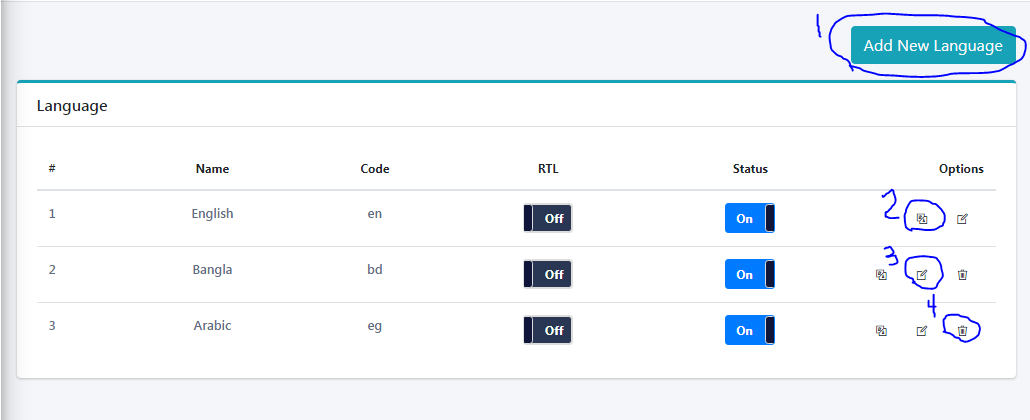 1
Add New Language
Language
# Name Code RTL Status Options
1 English en Off On 2
2 Bangla bd Off On 3
4
3 Arabic eg Off On